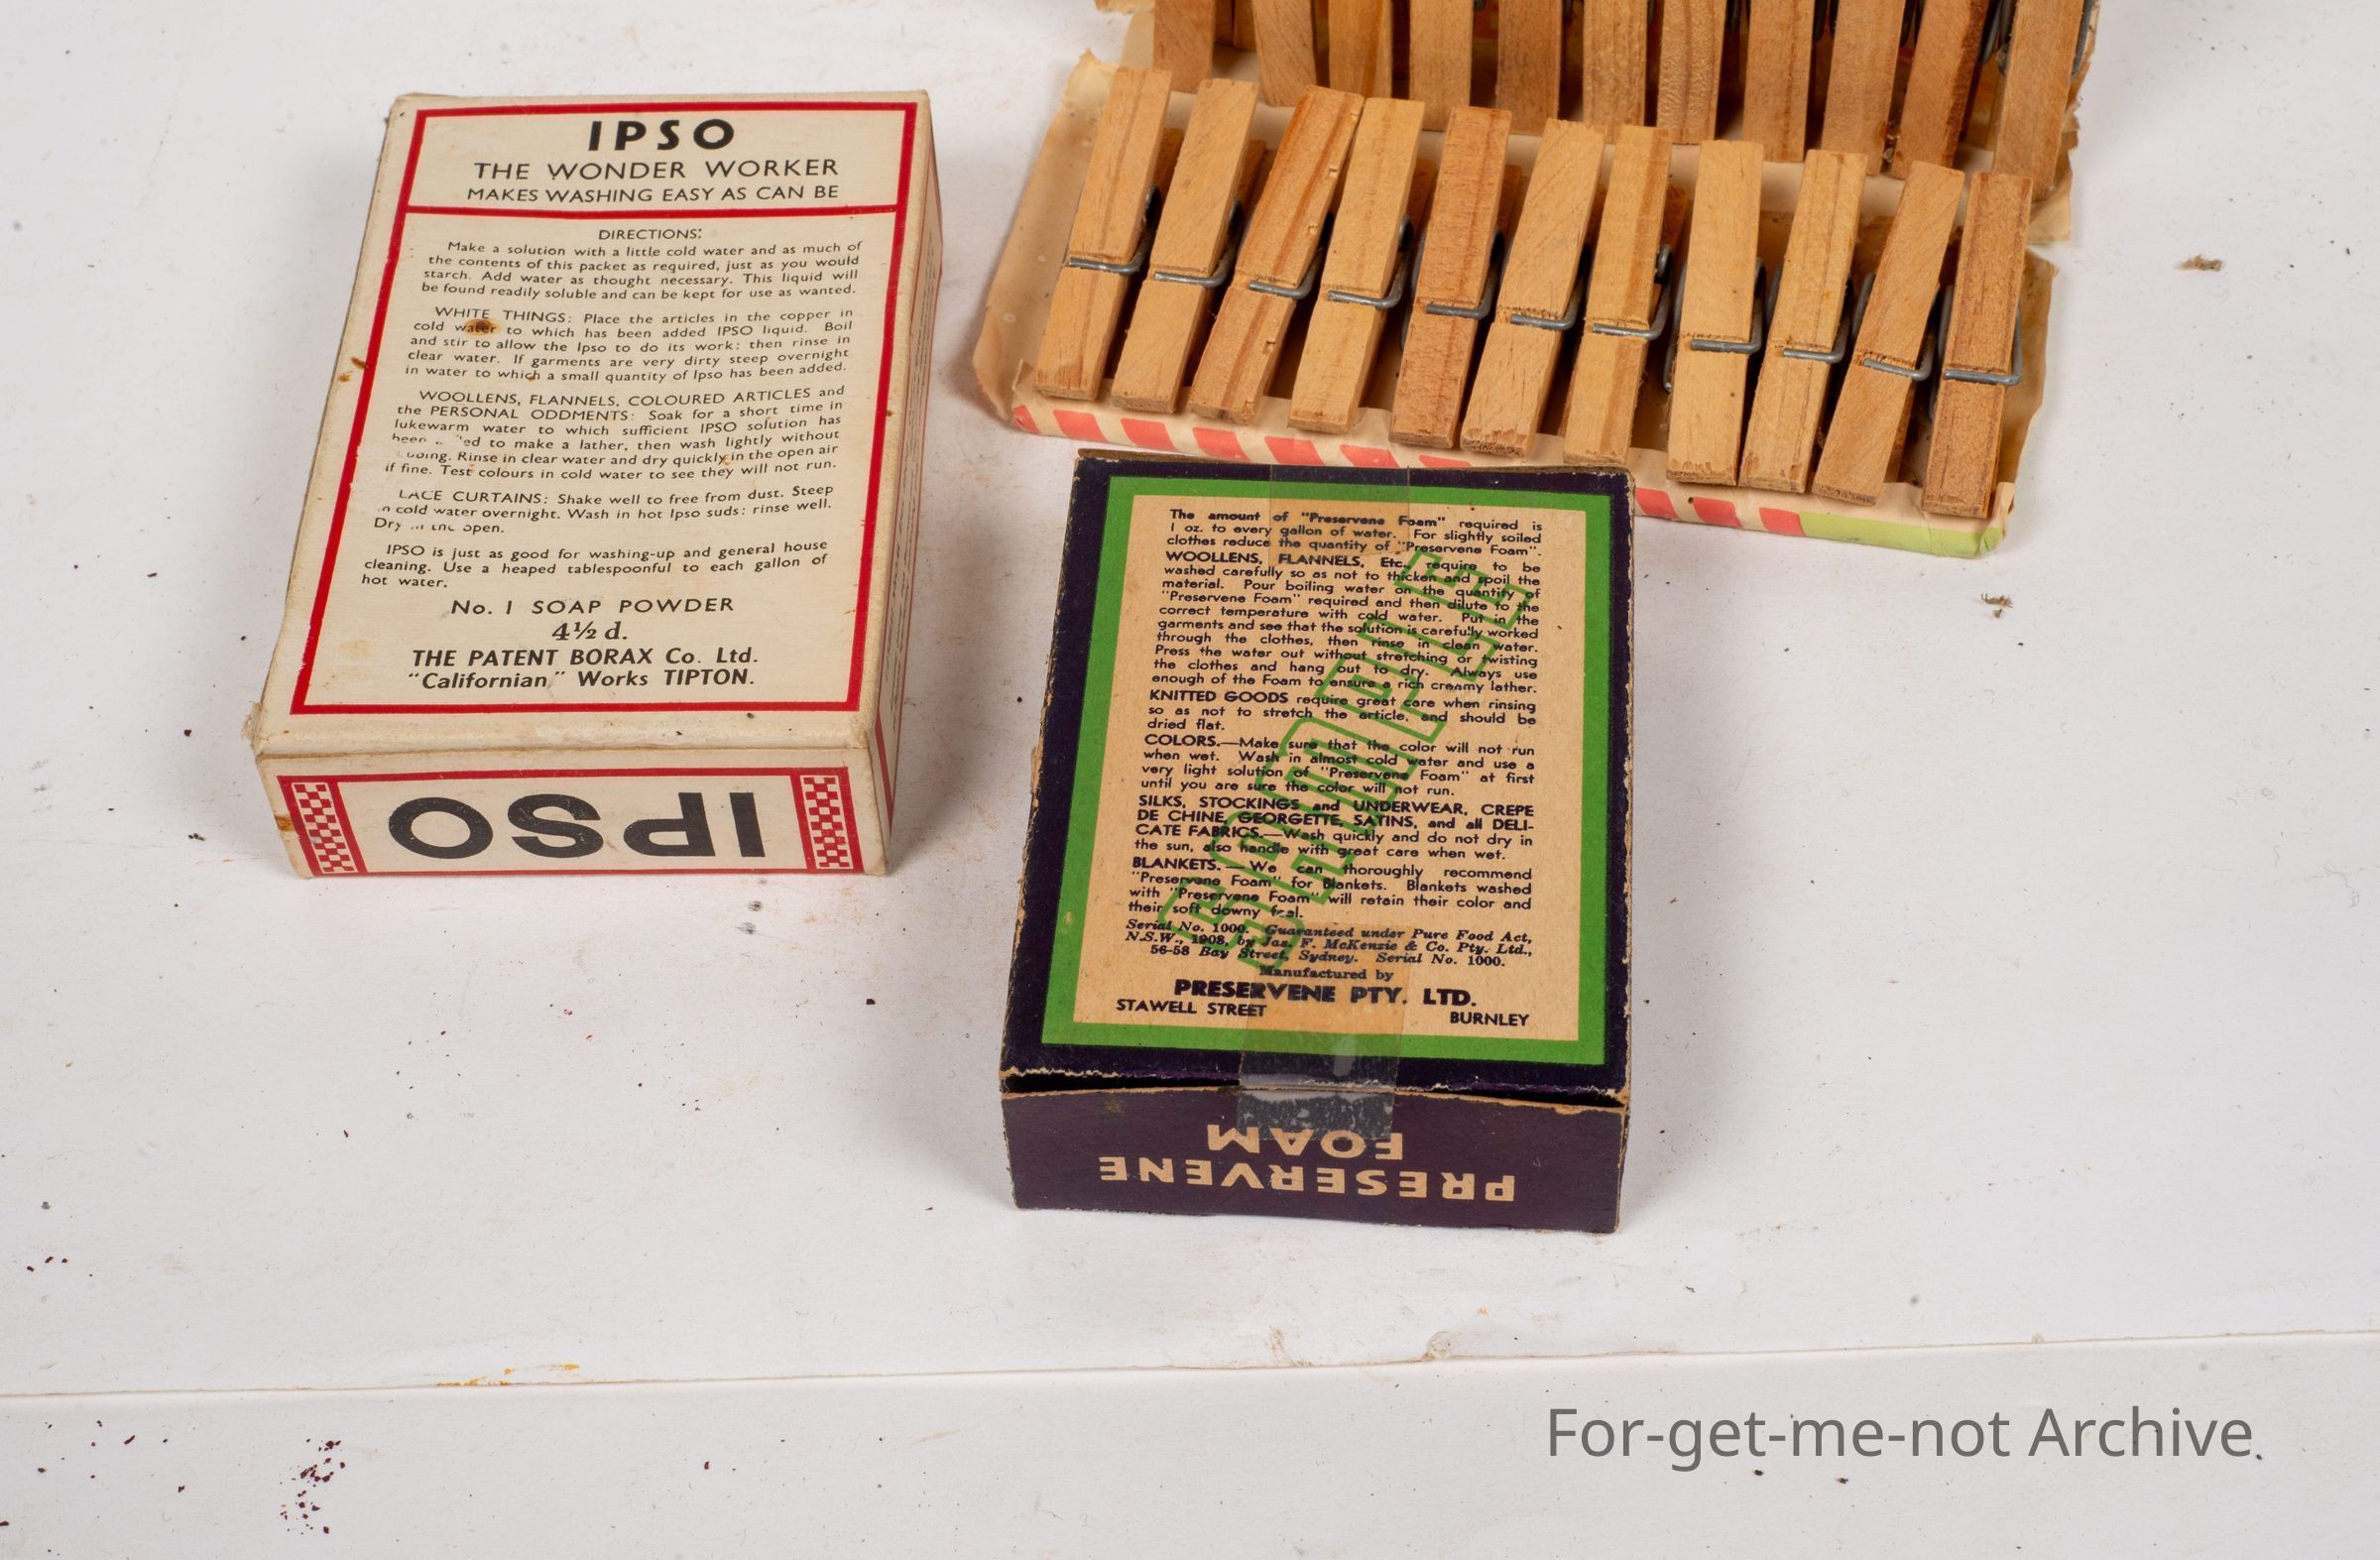 IPSO
THE WONDER WORKER
MAKES WASHING EASY AS CAN BE
DIRECTIONS:
Make a solution with a little cold water and as much of
the contents of this packet as required, just as you would
starch. Add water as thought necessary. This liquid will
be found readily soluble and can be kept for use as wanted.
WHITE THINGS: Place the articles in the copper in
cold water to which has been added IPSO liquid. Boil
and stir to allow the Ipso to do its work: then rinse in
clear water. If garments are very dirty steep overnight
in water to which a small quantity of Ipso has been added.
WOOLLENS, FLANNELS, COLOURED ARTICLES and
the PERSONAL ODDMENTS: Soak for a short time in
lukewarm water to which sufficient IPSO solution has
been to make a lather, then wash lightly without
Rinse in clear water and dry quickly in the open air
if fine. Test colours in cold water to see they will not run.
LACE CURTAINS: Shake well to free from dust. Steep
in cold water overnight. Wash in hot Ipso suds: rinse well.
Dry in the open.
IPSO is just as good for washing-up and general house
cleaning. Use a heaped tablespoonful to each gallon of
hot water.
No. 1 SOAP POWDER
4½ d.
THE PATENT BORAX Co. Ltd.
"Californian" Works TIPTON.
IPSO
The amount of "Preservene Foam" required is
1 oz. to every gallon of water. For slightly soiled
clothes reduce the quantity of "Preservene Foam".
WOOLLENS, FLANNELS, Etc., require to be
washed carefully so as not to thicken and spoil the
material. Pour boiling water on the quantity of
"Preservene Foam" required and then dilute to the
correct temperature with cold water. Put in the
garments and see that the solution is carefully worked
through the clothes, then rinse in clean water.
Press the water out without stretching or twisting
the clothes and hang out to dry. Always use
enough of the Foam to ensure a rich creamy lather.
KNITTED GOODS require great care when rinsing
so as not to stretch the article, and should be
dried flat.
COLORS.—Make sure that the color will not run
when wet. Wash in almost cold water and use a
very light solution of "Preservene Foam" at first
until you are sure the color will not run.
SILKS, STOCKINGS and UNDERWEAR, CREPE
DE CHINE, GEORGETTE, SATINS, and all DELI-
CATE FABRICS.—Wash quickly and do not dry in
the sun, also handle with great care when wet.
BLANKETS.—We can thoroughly recommend
"Preservene Foam" for Blankets. Blankets washed
with "Preservene Foam" will retain their color and
their soft downy feel.
Serial No. 1000. Guaranteed under Pure Food Act,
N.S.W., 1908, by Jas. F. McKenzie & Co. Pty. Ltd.,
56-58 Bay Street, Sydney. Serial No. 1000.
Manufactured by
PRESERVENE PTY. LTD.
STAWELL STREET BURNLEY
PRESERVENE
FOAM
For-get-me-not Archive